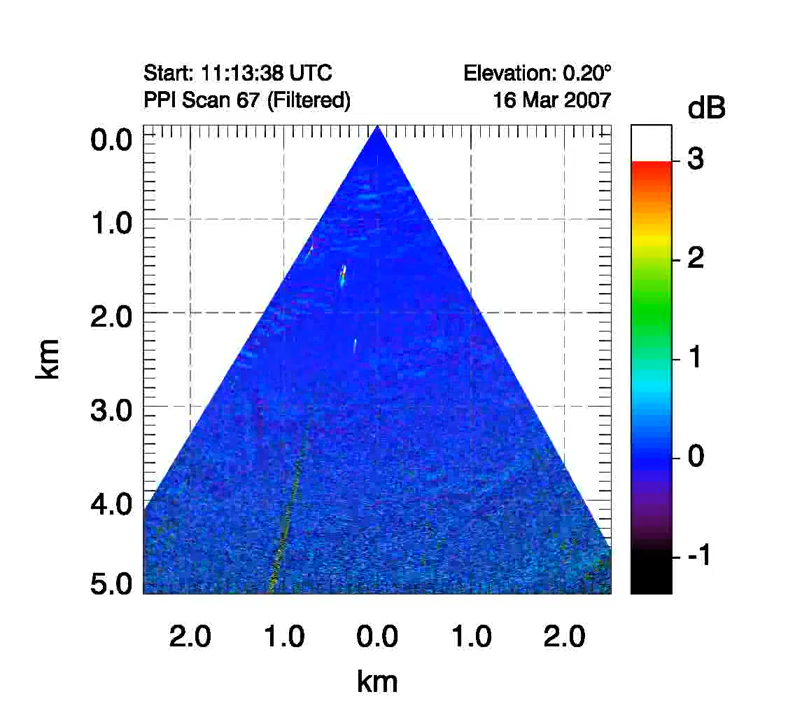 Start: 11:13:38 UTC
Elevation: 0.20°
PPI Scan 67 (Filtered)
16 Mar 2007
dB
0.0
1.0
2.0
3.0
4.0
5.0
km
3
2
1
0
-1
2.0 1.0 0.0 1.0 2.0
km